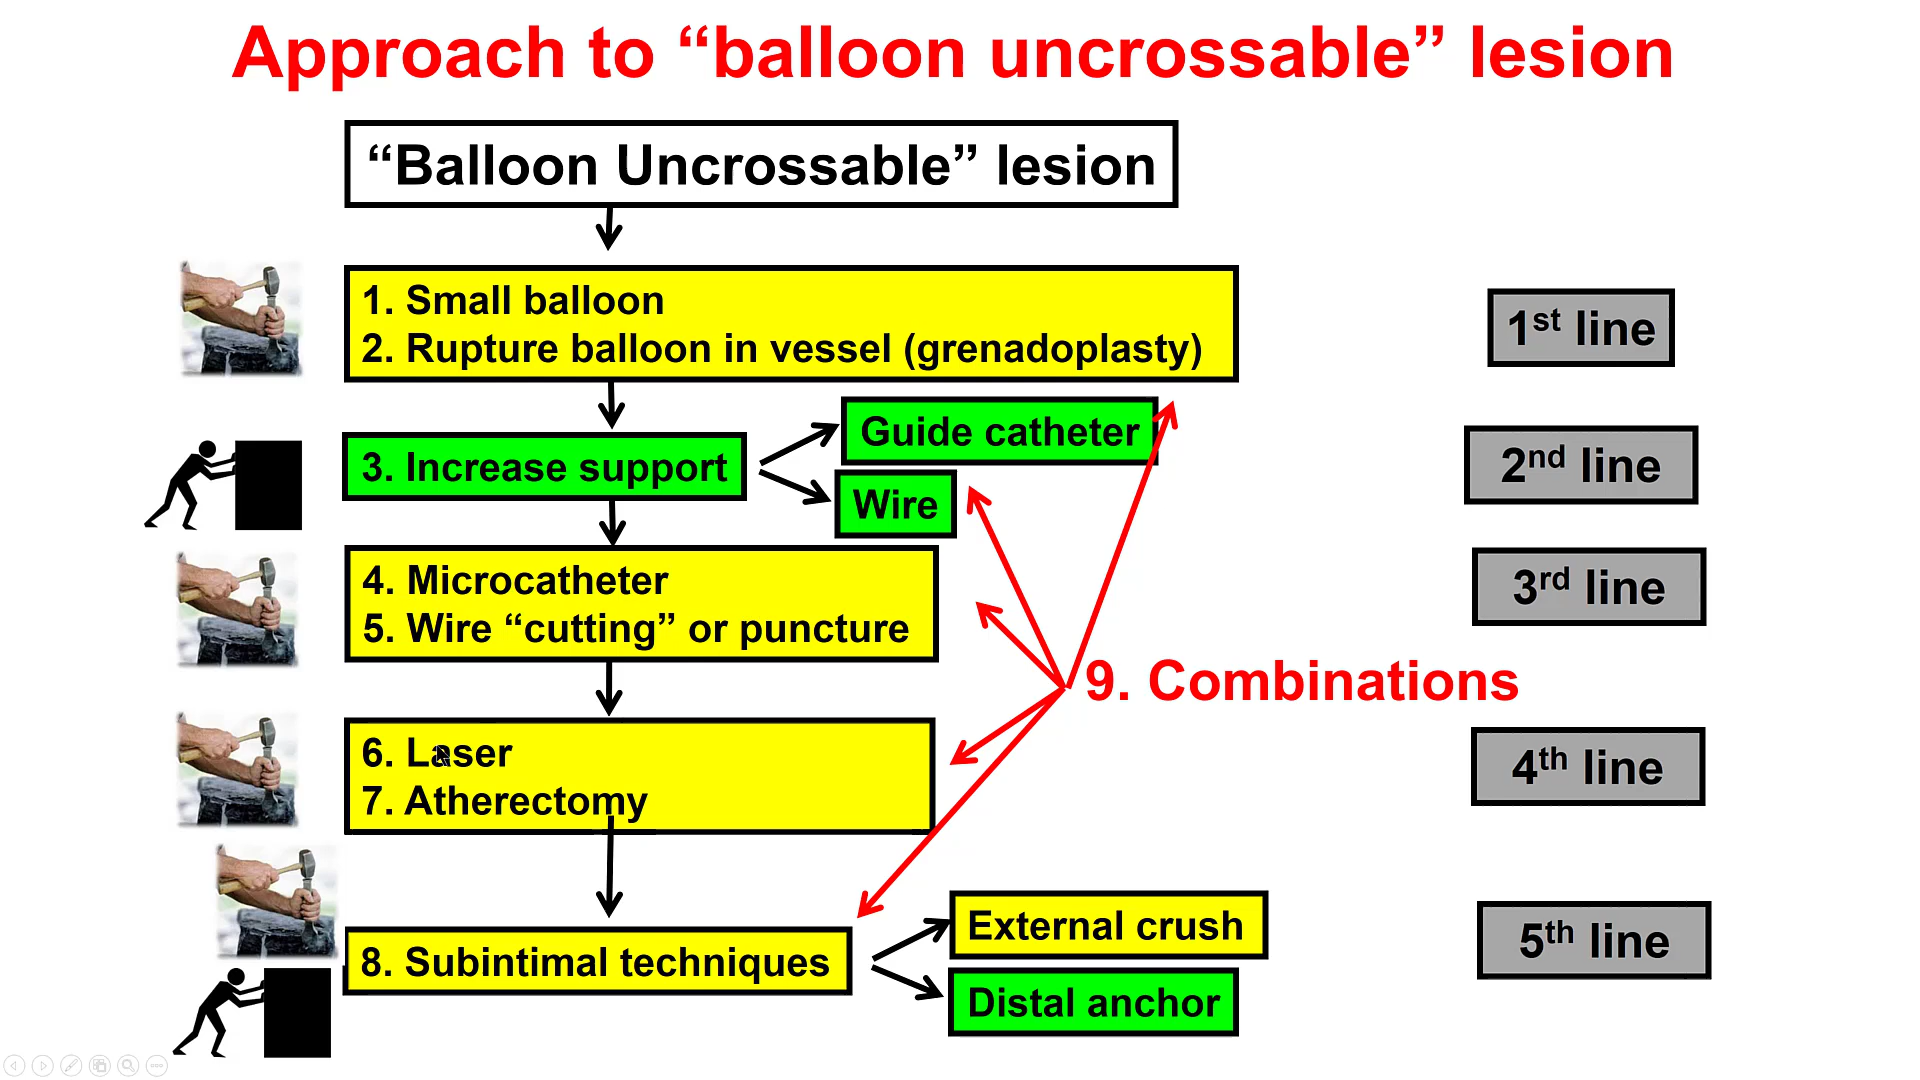 Approach to “balloon uncrossable” lesion
“Balloon Uncrossable” lesion
1. Small balloon
2. Rupture balloon in vessel (grenadoplasty)
1st line
3. Increase support
Guide catheter
Wire
2nd line
4. Microcatheter
5. Wire “cutting” or puncture
3rd line
9. Combinations
6. Laser
7. Atherectomy
4th line
8. Subintimal techniques
External crush
Distal anchor
5th line